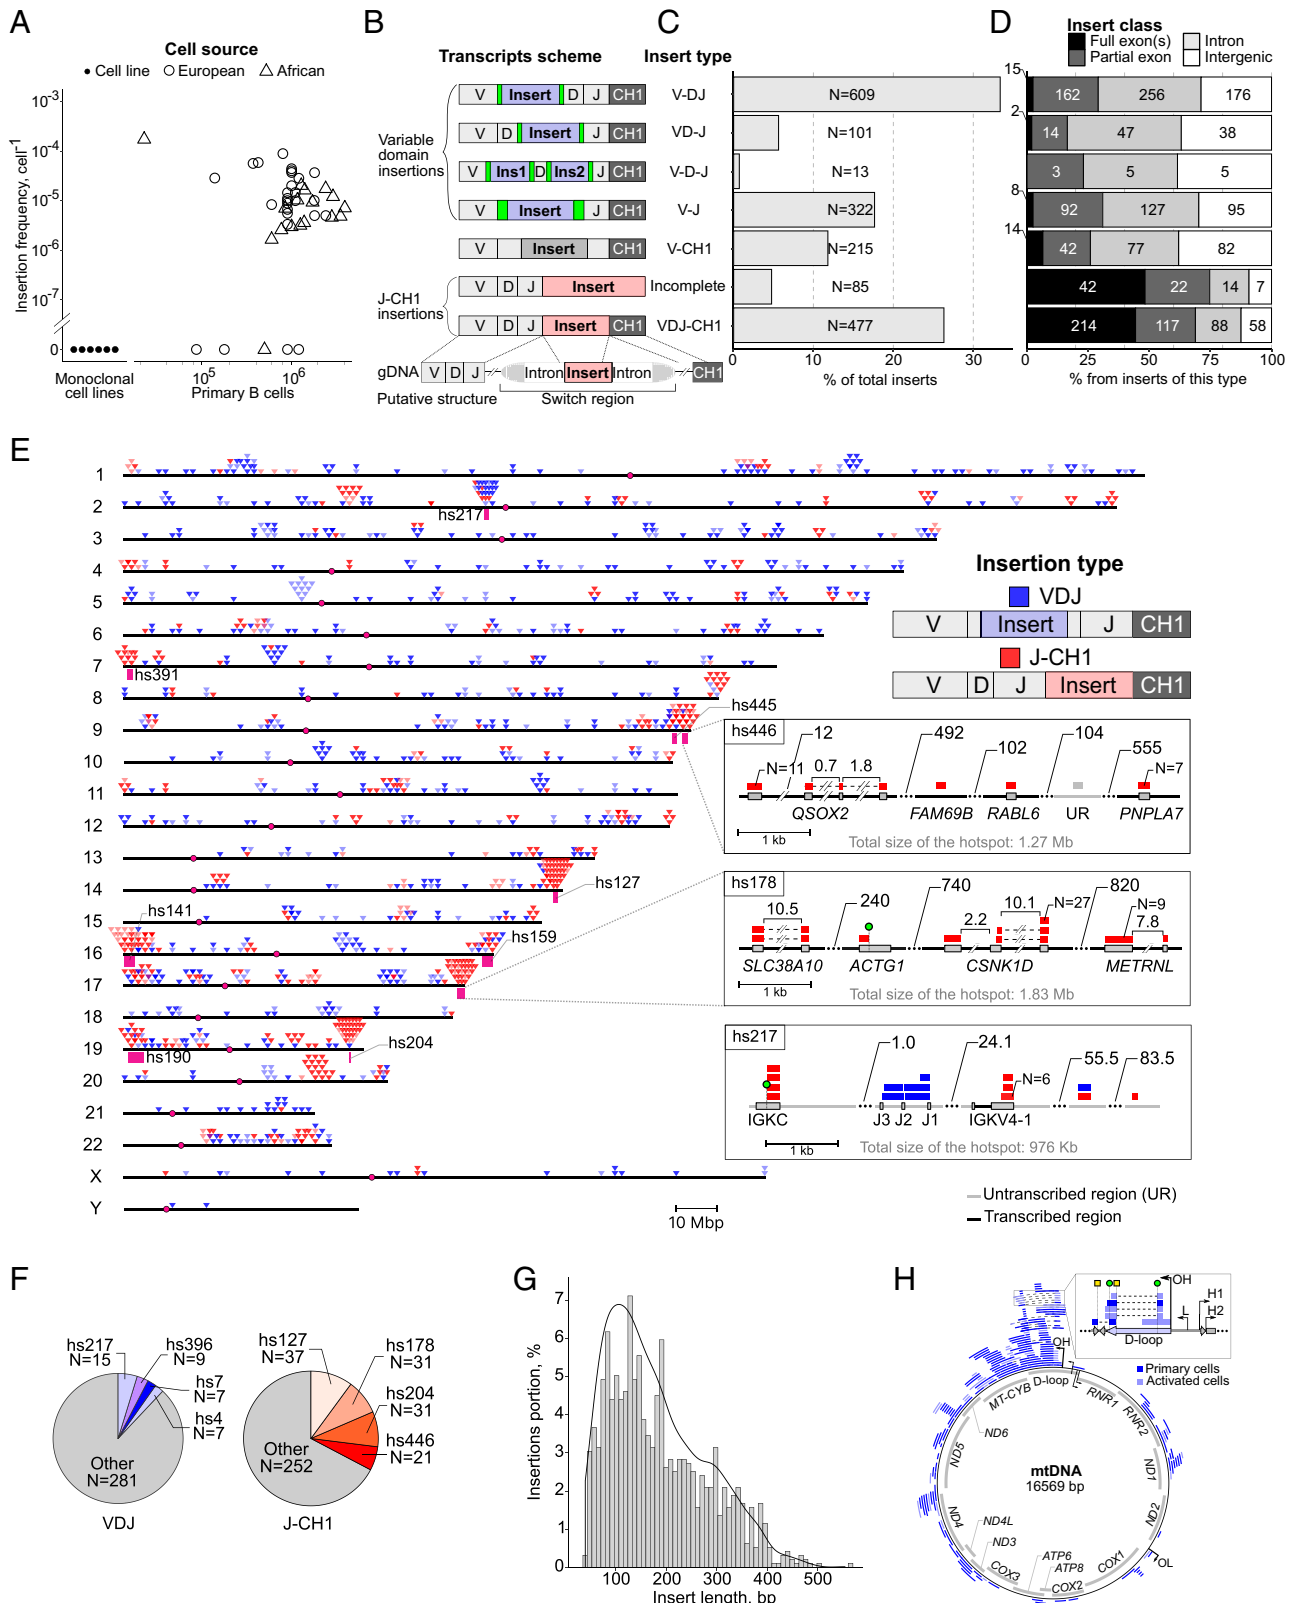 A
Cell source
Cell line European African
Insertion frequency, cell⁻¹
10⁻³
10⁻⁴
10⁻⁵
10⁻⁶
10⁻⁷
0
10⁵ 10⁶
Monoclonal cell lines
Primary B cells
B
Transcripts scheme Insert type
Variable domain insertions
V Insert D J CH1 V-DJ
V D Insert J CH1 VD-J
V Ins1 D Ins2 J CH1 V-D-J
V Insert J CH1 V-J
V Insert CH1 V-CH1
J-CH1 insertions
V D J Insert Incomplete
V D J Insert CH1 VDJ-CH1
gDNA V D J Intron Insert Intron CH1
Putative structure Switch region
C
N=609
N=101
N=13
N=322
N=215
N=85
N=477
0 10 20 30
% of total inserts
D
Insert class
Full exon(s) Intron
Partial exon Intergenic
15 162 256 176
2 14 47 38
3 5 5
8 92 127 95
14 42 77 82
42 22 14 7
214 117 88 58
0 25 50 75 100
% from inserts of this type
E
1
2
hs217
3
4
5
6
7
hs391
8
9
hs445
10
11
12
13
14
hs127
15
hs141
16
hs159
17
18
19
hs190
hs204
20
21
22
X
Y
10 Mbp
Insertion type
VDJ
V Insert J CH1
J-CH1
V D J Insert CH1
hs446
12 492 102 104 555
N=11 0.7 1.8 N=7
QSOX2 FAM69B RABL6 UR PNPLA7
1 kb
Total size of the hotspot: 1.27 Mb
hs178
10.5 240 740 2.2 10.1 N=27 820 N=9 7.8
SLC38A10 ACTG1 CSNK1D METRNL
1 kb
Total size of the hotspot: 1.83 Mb
hs217
1.0 24.1 N=6 55.5 83.5
IGKC J3 J2 J1 IGKV4-1
1 kb
Total size of the hotspot: 976 Kb
Untranscribed region (UR)
Transcribed region
F
hs217 N=15
hs396 N=9
hs7 N=7
hs4 N=7
Other N=281
VDJ
hs127 N=37
hs178 N=31
hs204 N=31
hs446 N=21
Other N=252
J-CH1
G
Insertions portion, %
7
6
5
4
3
2
1
0
100 200 300 400 500
Insert length, bp
H
OH
H1
L H2
D-loop
Primary cells
Activated cells
OH
D-loop
MT-CYB
RNR1
RNR2
ND6
ND5
ND1
mtDNA
16569 bp
ND2
ND4
ND4L
ND3
ATP6
ATP8
COX3
COX2
COX1
OL